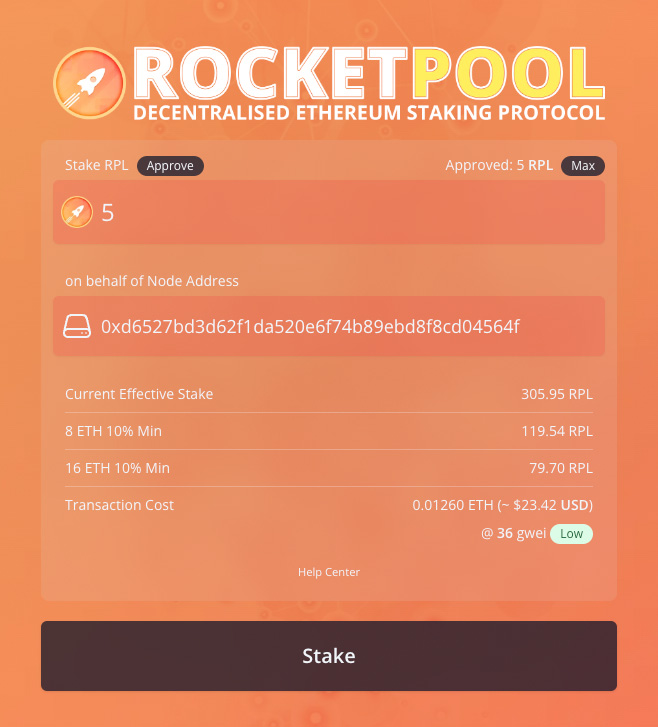 ROCKETPOOL
DECENTRALISED ETHEREUM STAKING PROTOCOL
Stake RPL Approve Approved: 5 RPL Max
5
on behalf of Node Address
0xd6527bd3d62f1da520e6f74b89ebd8f8cd04564f
Current Effective Stake 305.95 RPL
8 ETH 10% Min 119.54 RPL
16 ETH 10% Min 79.70 RPL
Transaction Cost 0.01260 ETH (~ $23.42 USD)
@ 36 gwei Low
Help Center
Stake